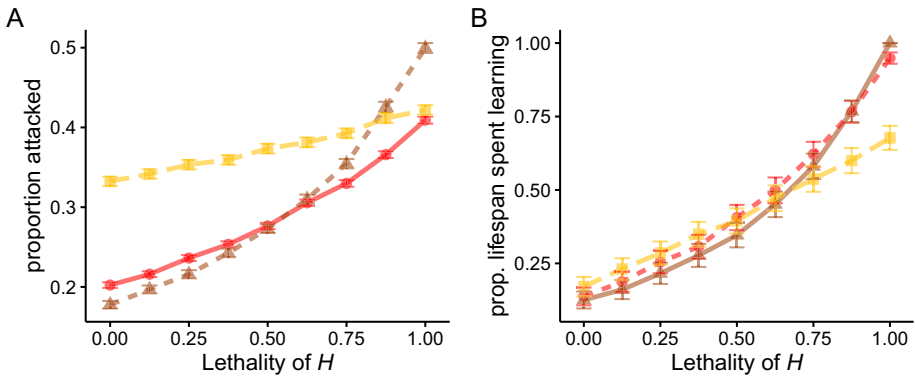 A
proportion attacked
0.5
0.4
0.3
0.2
0.00 0.25 0.50 0.75 1.00
Lethality of H
B
prop. lifespan spent learning
1.00
0.75
0.50
0.25
0.00 0.25 0.50 0.75 1.00
Lethality of H